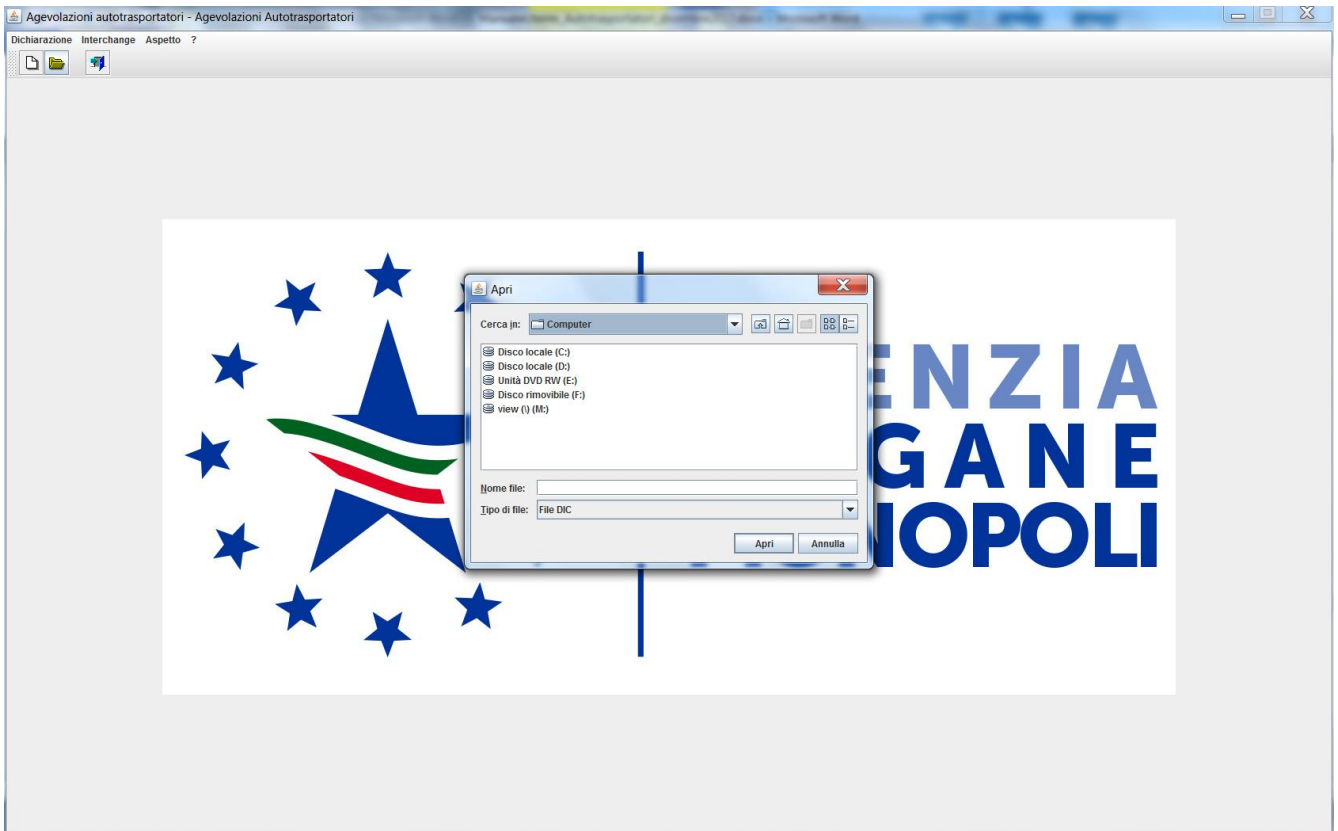 Agevolazioni autotrasportatori - Agevolazioni Autotrasportatori
Dichiarazione Interchange Aspetto ?
Apri
Cerca in: Computer
Disco locale (C:)
Disco locale (D:)
Unità DVD RW (E:)
Disco rimovibile (F:)
view (\) (M:)
Nome file:
Tipo di file: File DIC
Apri Annulla
ENZIA
GANE
NOPOLI